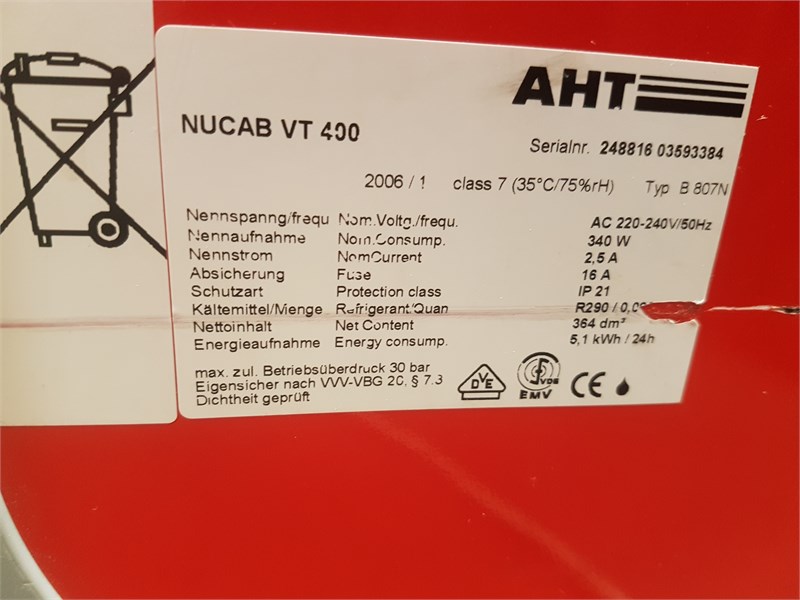 AHT
NUCAB VT 400
Serialnr. 248816 03593384
2006 / 1 class 7 (35°C/75%rH) Typ B 807N
Nennspanng/frequ Nom.Voltg./frequ. AC 220-240V/50Hz
Nennaufnahme Nom.Consump. 340 W
Nennstrom NomCurrent 2,5 A
Absicherung Fuse 16 A
Schutzart Protection class IP 21
Kältemittel/Menge Refrigerant/Quan R290 /
Nettoinhalt Net Content 364 dm³
Energieaufnahme Energy consump. 5,1 kWh / 24h
max. zul. Betriebsüberdruck 30 bar
Eigensicher nach VVV-VBG 20, § 7.3
Dichtheit geprüft
DVE
VDE
EMV
CE